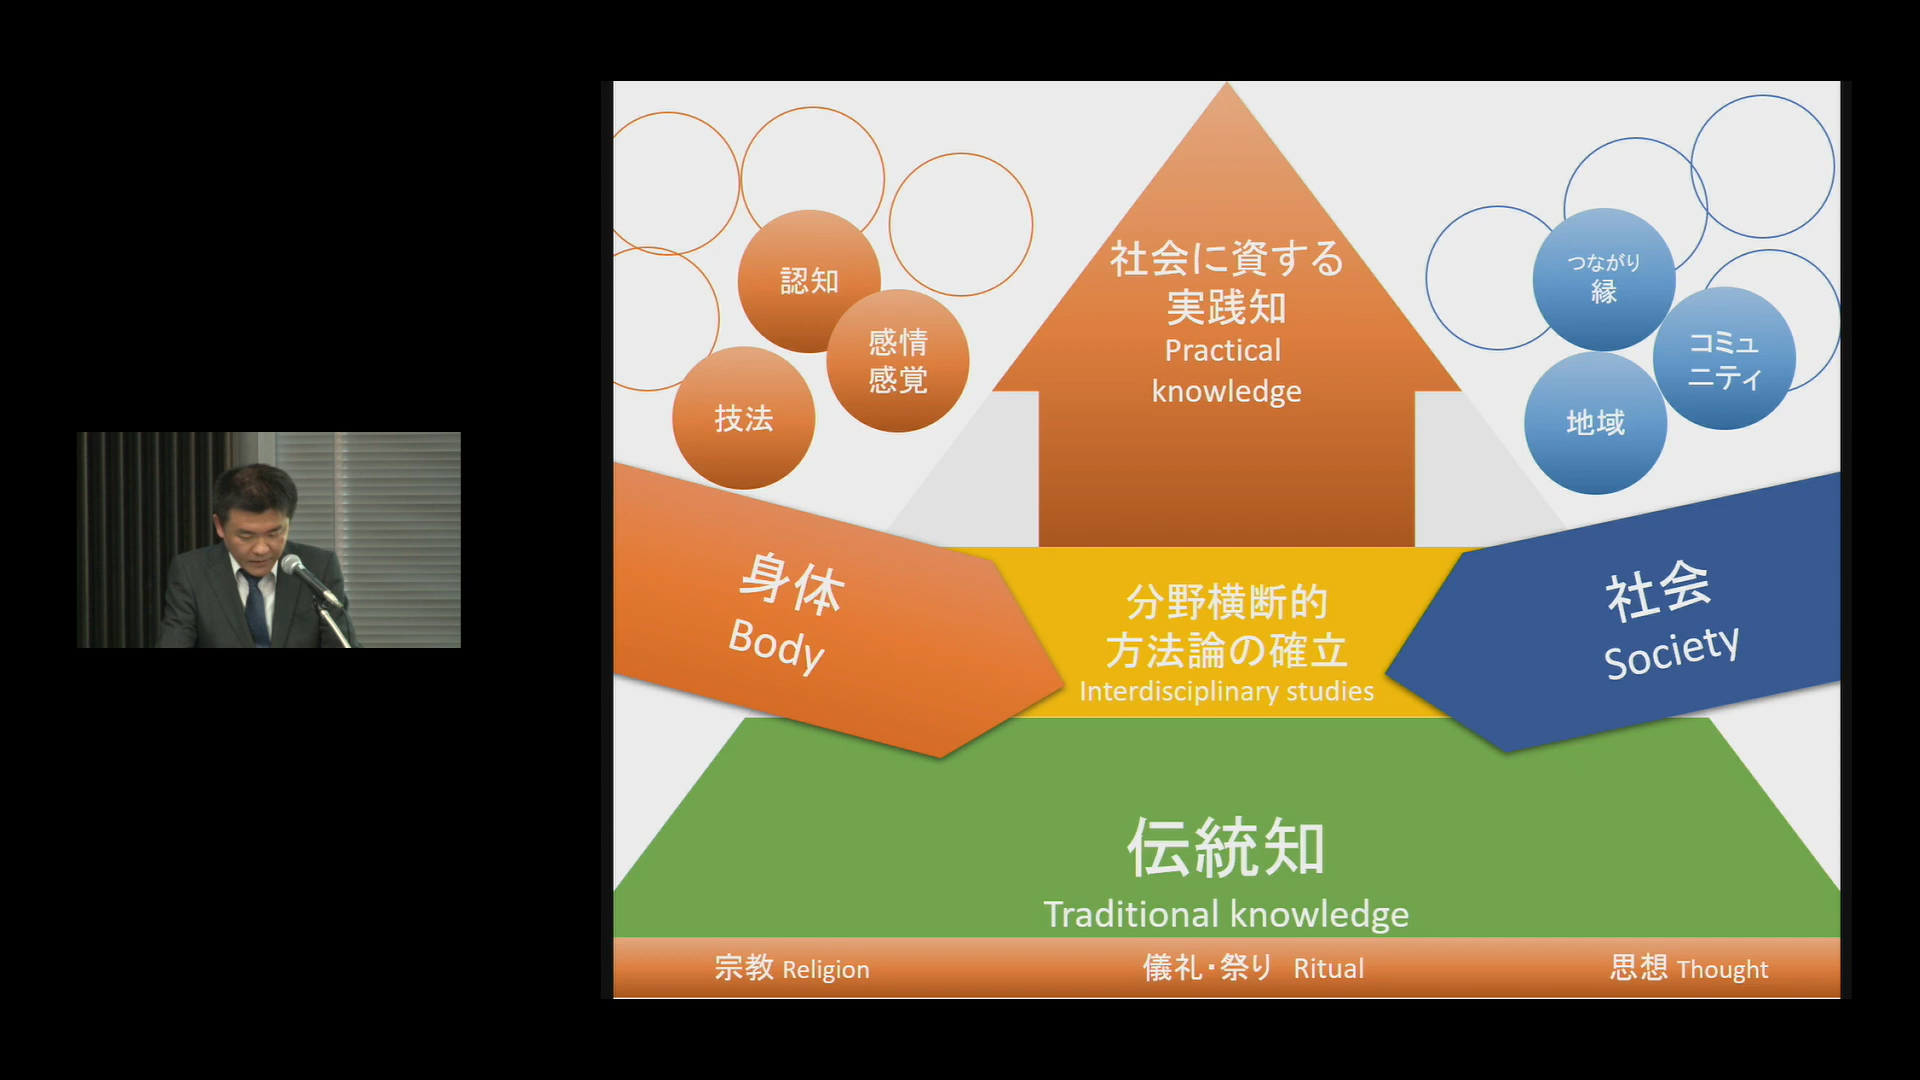 認知
感情
感覚
技法
社会に資する
実践知
Practical
knowledge
つながり
縁
コミュ
ニティ
地域
身体
Body
分野横断的
方法論の確立
Interdisciplinary studies
社会
Society
伝統知
Traditional knowledge
宗教 Religion
儀礼・祭り Ritual
思想 Thought